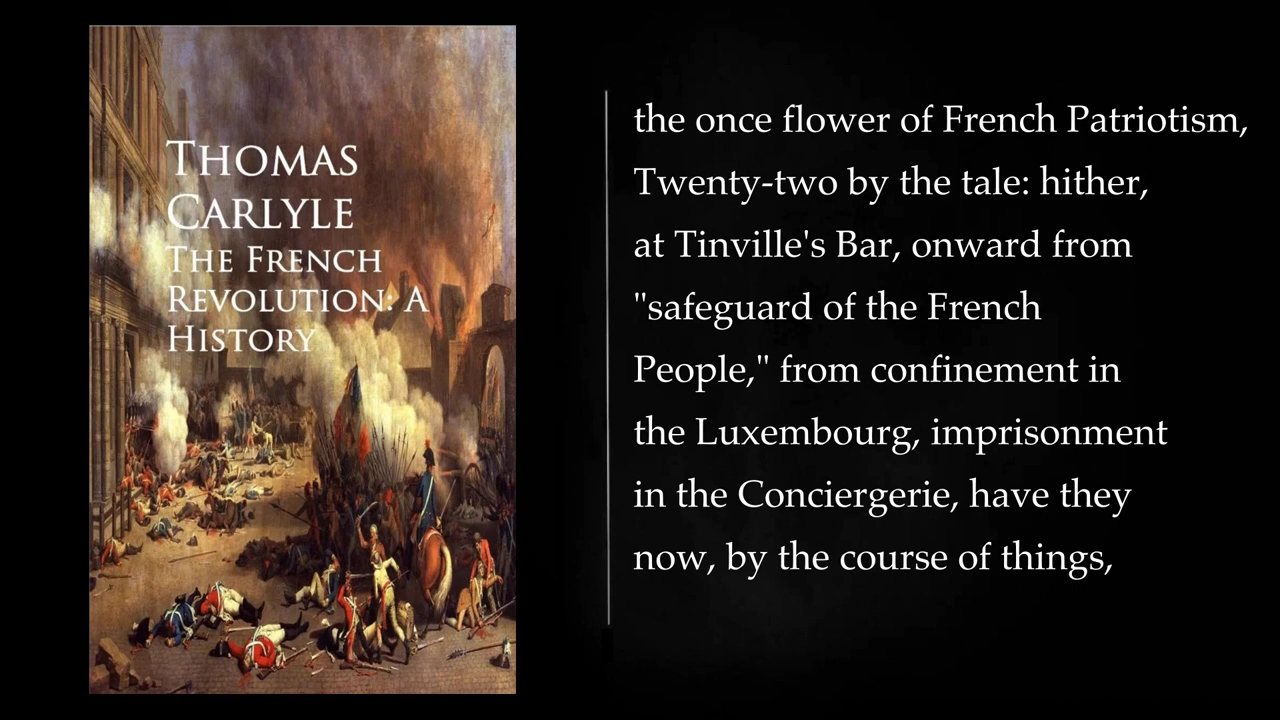 THOMAS
CARLYLE
THE FRENCH
REVOLUTION: A
HISTORY
the once flower of French Patriotism,
Twenty-two by the tale: hither,
at Tinville's Bar, onward from
"safeguard of the French
People," from confinement in
the Luxembourg, imprisonment
in the Conciergerie, have they
now, by the course of things,